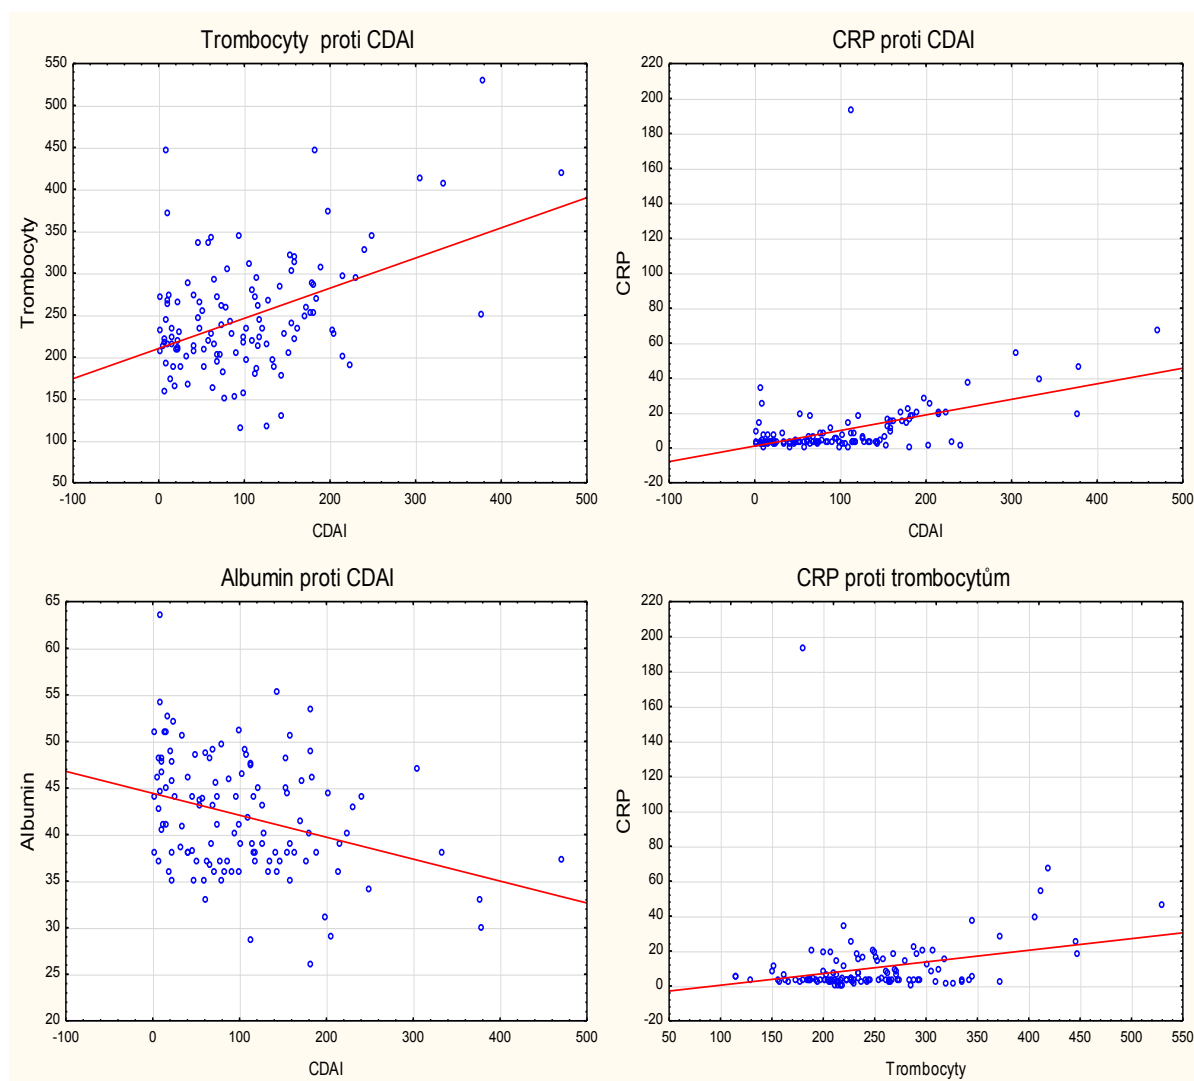 Trombocyty proti CDAI
550
500
450
400
350
300
250
200
150
100
50
Trombocyty
-100 0 100 200 300 400 500
CDAI
CRP proti CDAI
220
200
180
160
140
120
100
80
60
40
20
0
-20
CRP
-100 0 100 200 300 400 500
CDAI
Albumin proti CDAI
65
60
55
50
45
40
35
30
25
20
Albumin
-100 0 100 200 300 400 500
CDAI
CRP proti trombocytům
220
200
180
160
140
120
100
80
60
40
20
0
-20
CRP
50 100 150 200 250 300 350 400 450 500 550
Trombocyty